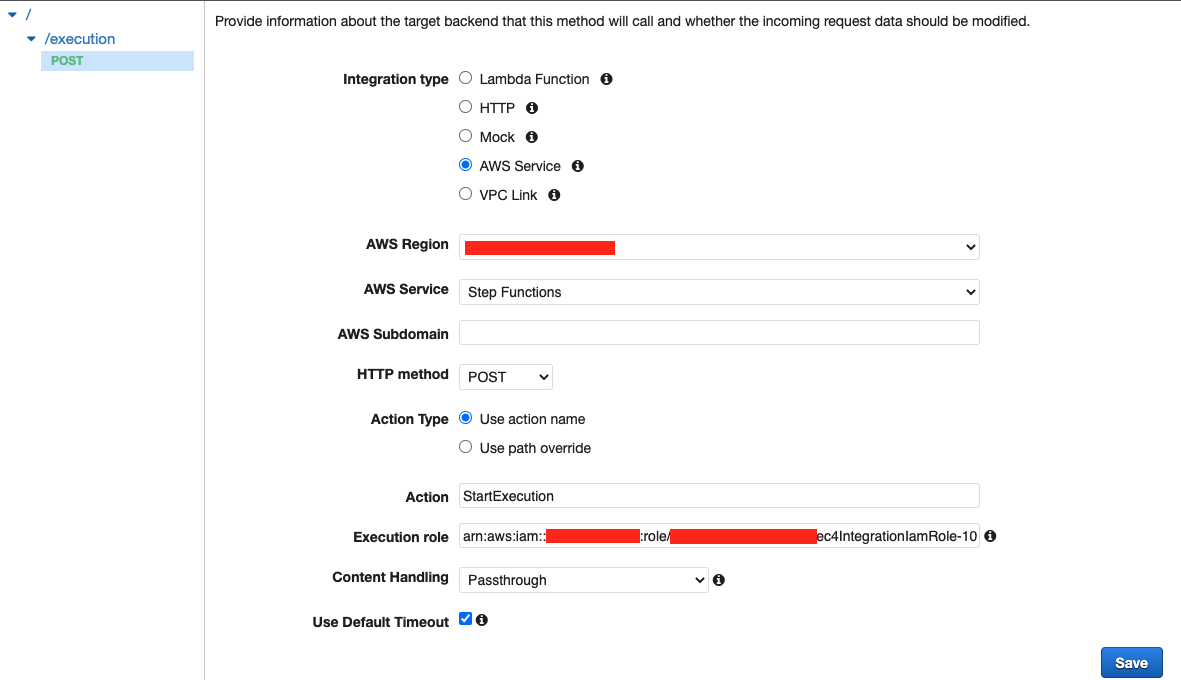 /
/execution
POST
Provide information about the target backend that this method will call and whether the incoming request data should be modified.
Integration type Lambda Function
HTTP
Mock
AWS Service
VPC Link
AWS Region
AWS Service Step Functions
AWS Subdomain
HTTP method POST
Action Type Use action name
Use path override
Action StartExecution
Execution role arn:aws:iam:: :role/ ec4IntegrationIamRole-10
Content Handling Passthrough
Use Default Timeout
Save